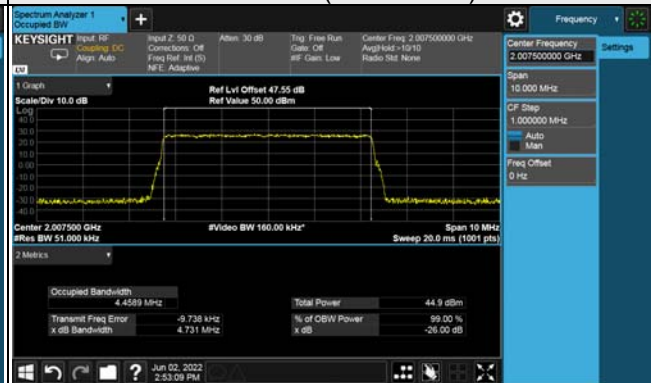 Spectrum Analyzer 1
Occupied BW
Frequency
KEYSIGHT
Input: RF
Coupling: DC
Align: Auto
Input Z: 50 Ω
Corrections: Off
Freq Ref: Int (S)
NFE: Adaptive
Atten: 30 dB
Trig: Free Run
Gate: Off
#IF Gain: Low
Center Freq: 2.007500000 GHz
Avg|Hold:>10/10
Radio Std: None
Center Frequency
2.007500000 GHz
Settings
Span
10.000 MHz
CF Step
1.000000 MHz
Auto
Man
Freq Offset
0 Hz
1 Graph
Scale/Div 10.0 dB
Ref Lvl Offset 47.55 dB
Ref Value 50.00 dBm
Log
40.0
30.0
20.0
10.0
0.00
-10.0
-20.0
-30.0
-40.0
Center 2.007500 GHz
#Res BW 51.000 kHz
#Video BW 160.00 kHz*
Span 10 MHz
Sweep 20.0 ms (1001 pts)
2 Metrics
Occupied Bandwidth
4.4589 MHz
Total Power 44.9 dBm
Transmit Freq Error -9.738 kHz
% of OBW Power 99.00 %
x dB Bandwidth 4.731 MHz
x dB -26.00 dB
Jun 02, 2022
2:53:09 PM